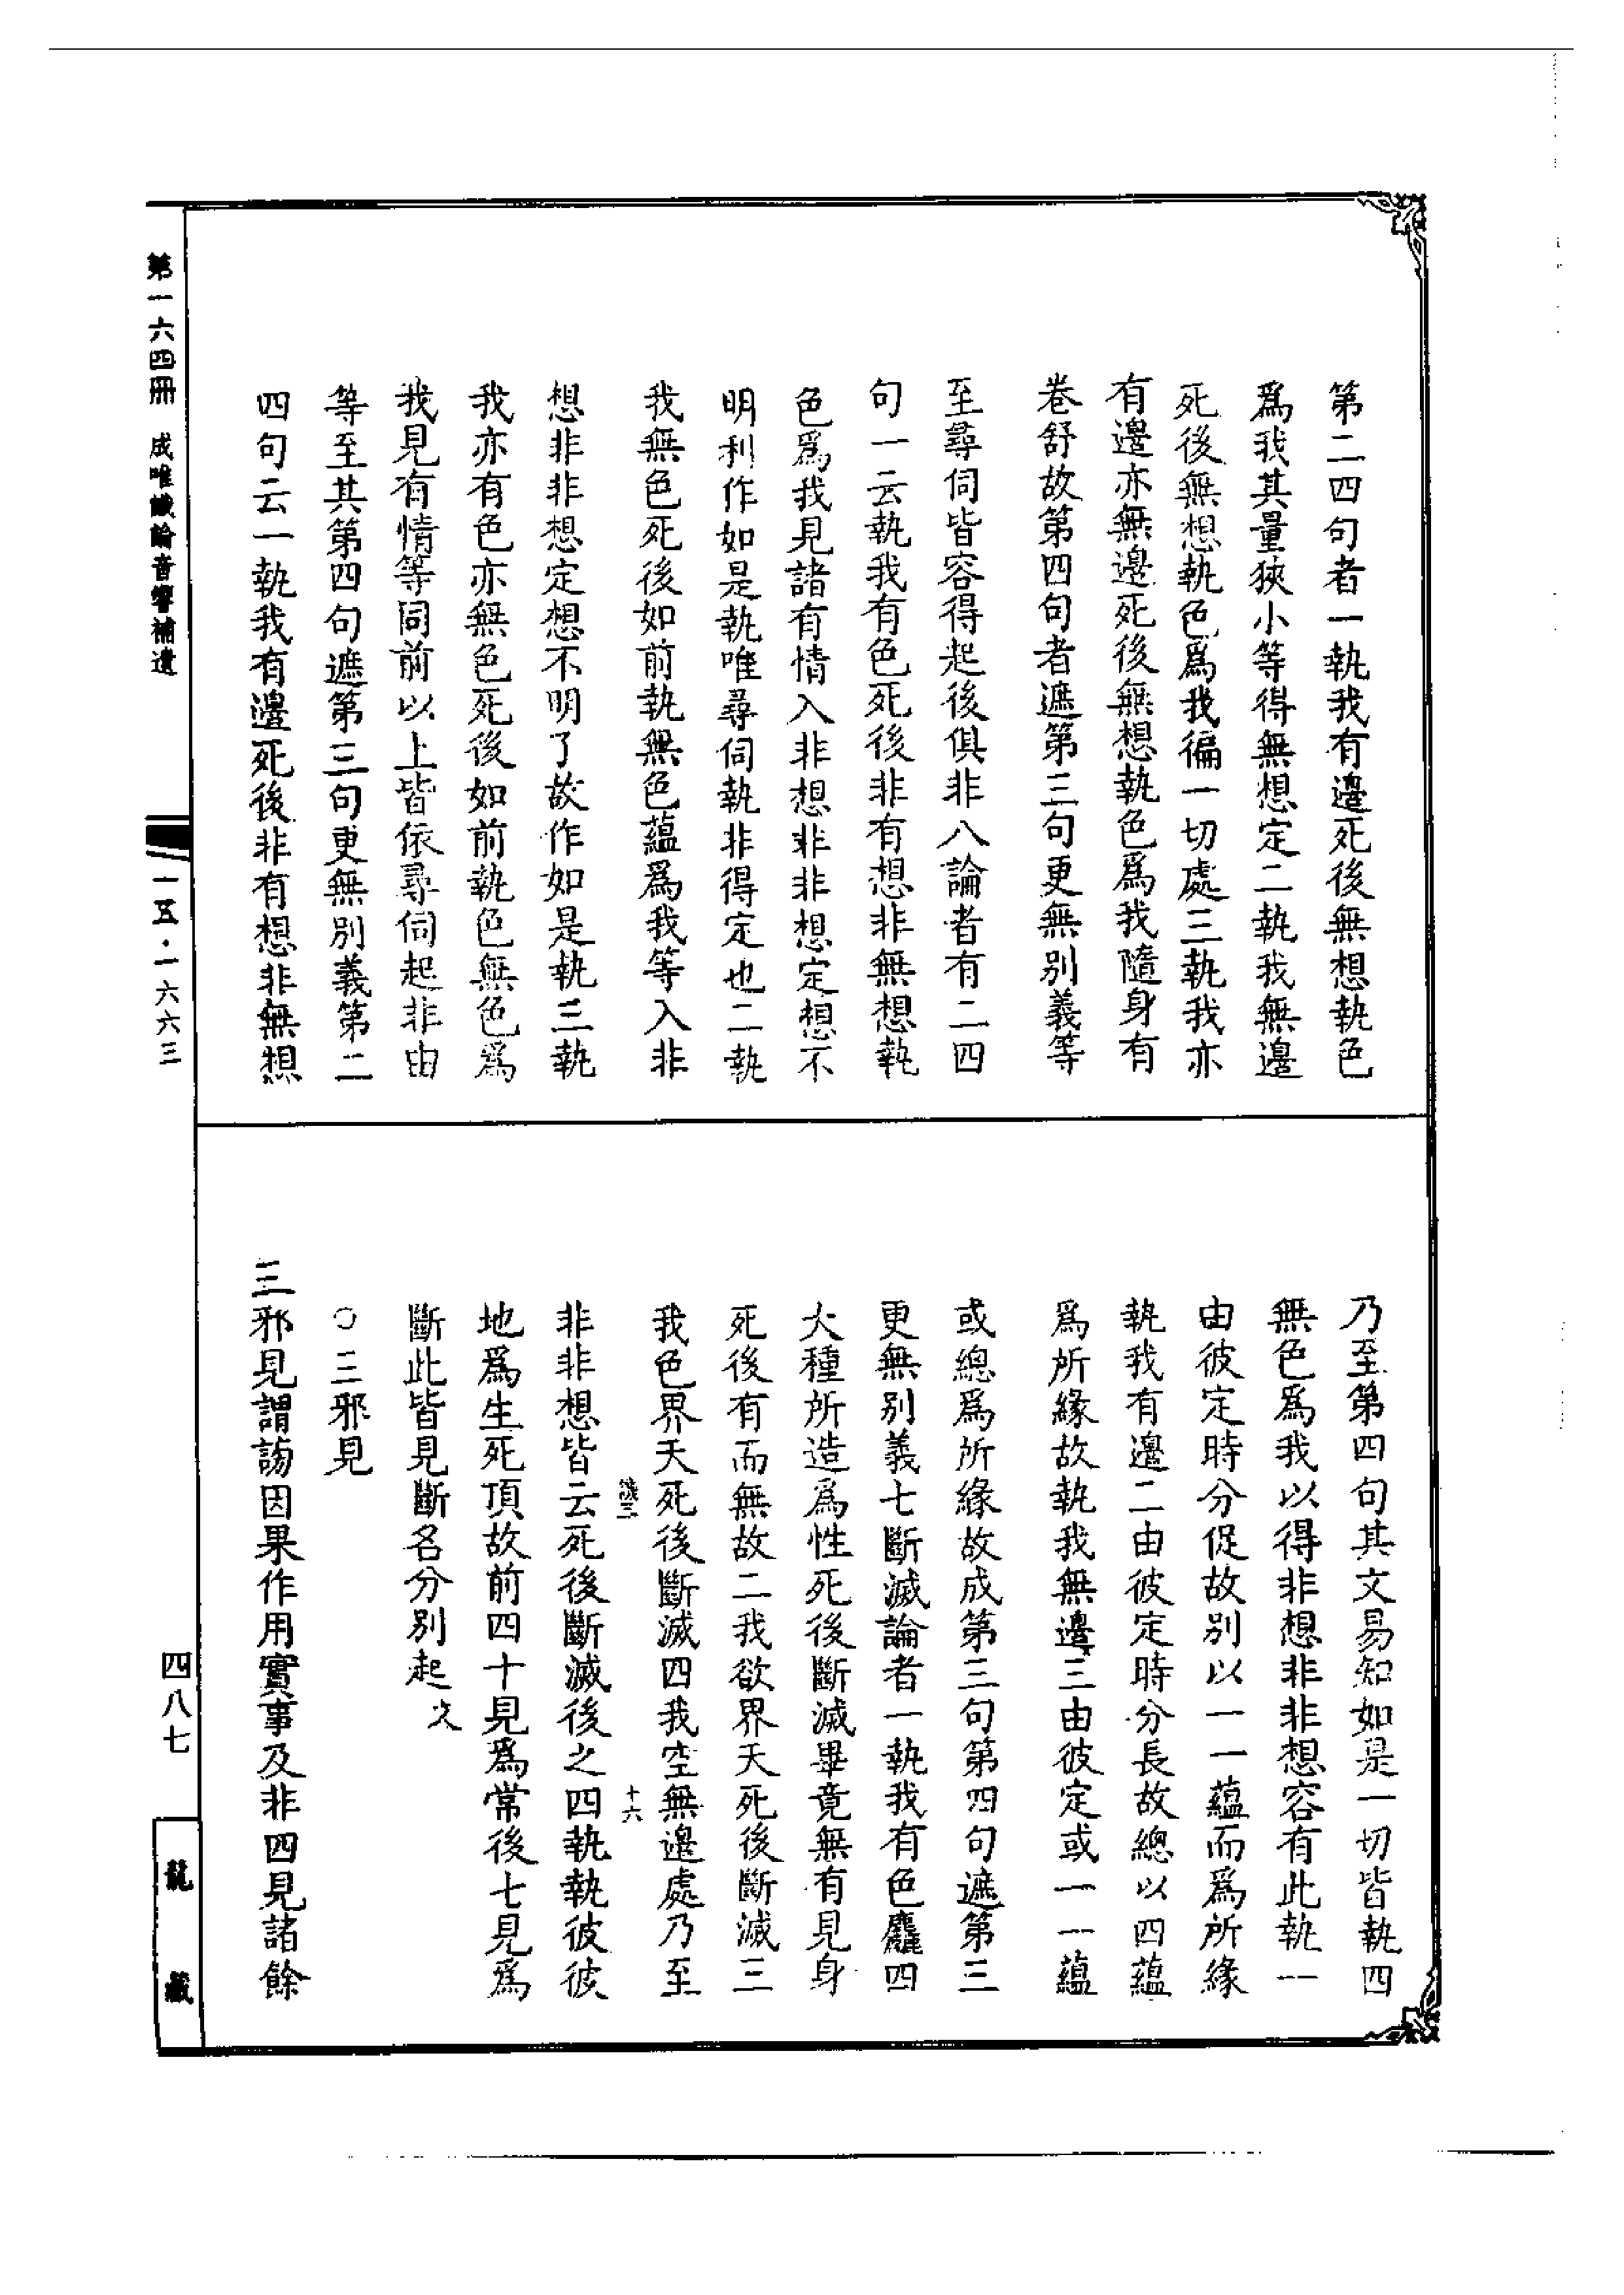 第二四句者一執我有邊死後無想執色
爲我其量狹小等得無想定二執我無邊
死後無想執色爲我徧一切處三執我亦
有邊亦無邊死後無想執色爲我隨身有
卷舒故第四句者遮第三句更無别義等
至尋伺皆容得起後俱非八論者有二四
句一云執我有色死後非有想非無想執
色爲我見諸有情入非想非非想定想不
明利作如是執唯尋伺執非得定也二執
我無色死後如前執無色蘊爲我等入非
想非非想定想不明了故作如是執三執
我亦有色亦無色死後如前執色無色爲
我見有情等同前以上皆依尋伺起非由
等至其第四句遮第三句更無別義第二
四句云一執我有邊死後非有想非無想
乃至第四句其文易知如是一切皆執四
無色爲我以得非想非非想容有此執一
由彼定時分促故别以一一蘊而爲所緣
執我有邊二由彼定時分長故總以四蘊
爲所緣故執我無邊三由彼定或一一蘊
或總爲所緣故成第三句第四句遮第三
更無别義七斷滅論者一執我有色麤四
大種所造爲性死後斷滅畢竟無有見身
死後有而無故二我欲界天死後斷滅三
我色界天死後斷滅四我空無邊處乃至
十六
非非想皆云死後斷滅後之四執執彼彼
地爲生死頂故前四十見爲常後七見爲
斷此皆見斷名分别起文
○三邪見
三邪見謂謗因果作用實事及非四見諸餘
第一六四冊 成唯識論音響補遺
一五·一六六三
四八七
龍藏